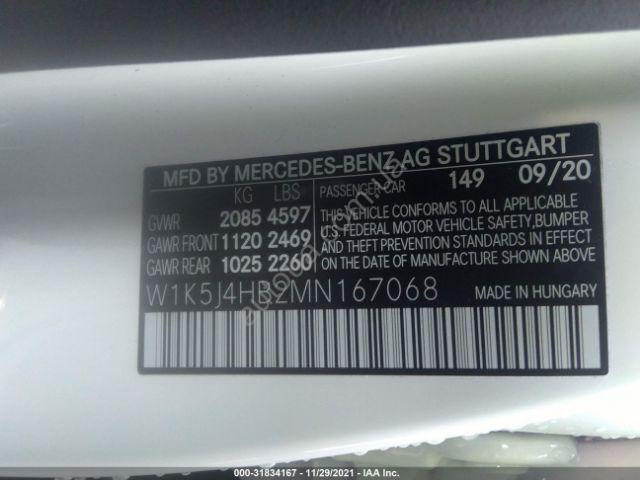 MFD BY MERCEDES-BENZ AG STUTTGART
KG LBS PASSENGER CAR 149 09/20
GVWR 2085 4597
GAWR FRONT 1120 2469
GAWR REAR 1025 2260
THIS VEHICLE CONFORMS TO ALL APPLICABLE
U.S. FEDERAL MOTOR VEHICLE SAFETY, BUMPER
AND THEFT PREVENTION STANDARDS IN EFFECT
ON THE DATE OF MANUFACTURE SHOWN ABOVE.
W1K5J4HB2MN167068 MADE IN HUNGARY
000-31834167 - 11/29/2021 - IAAI.com